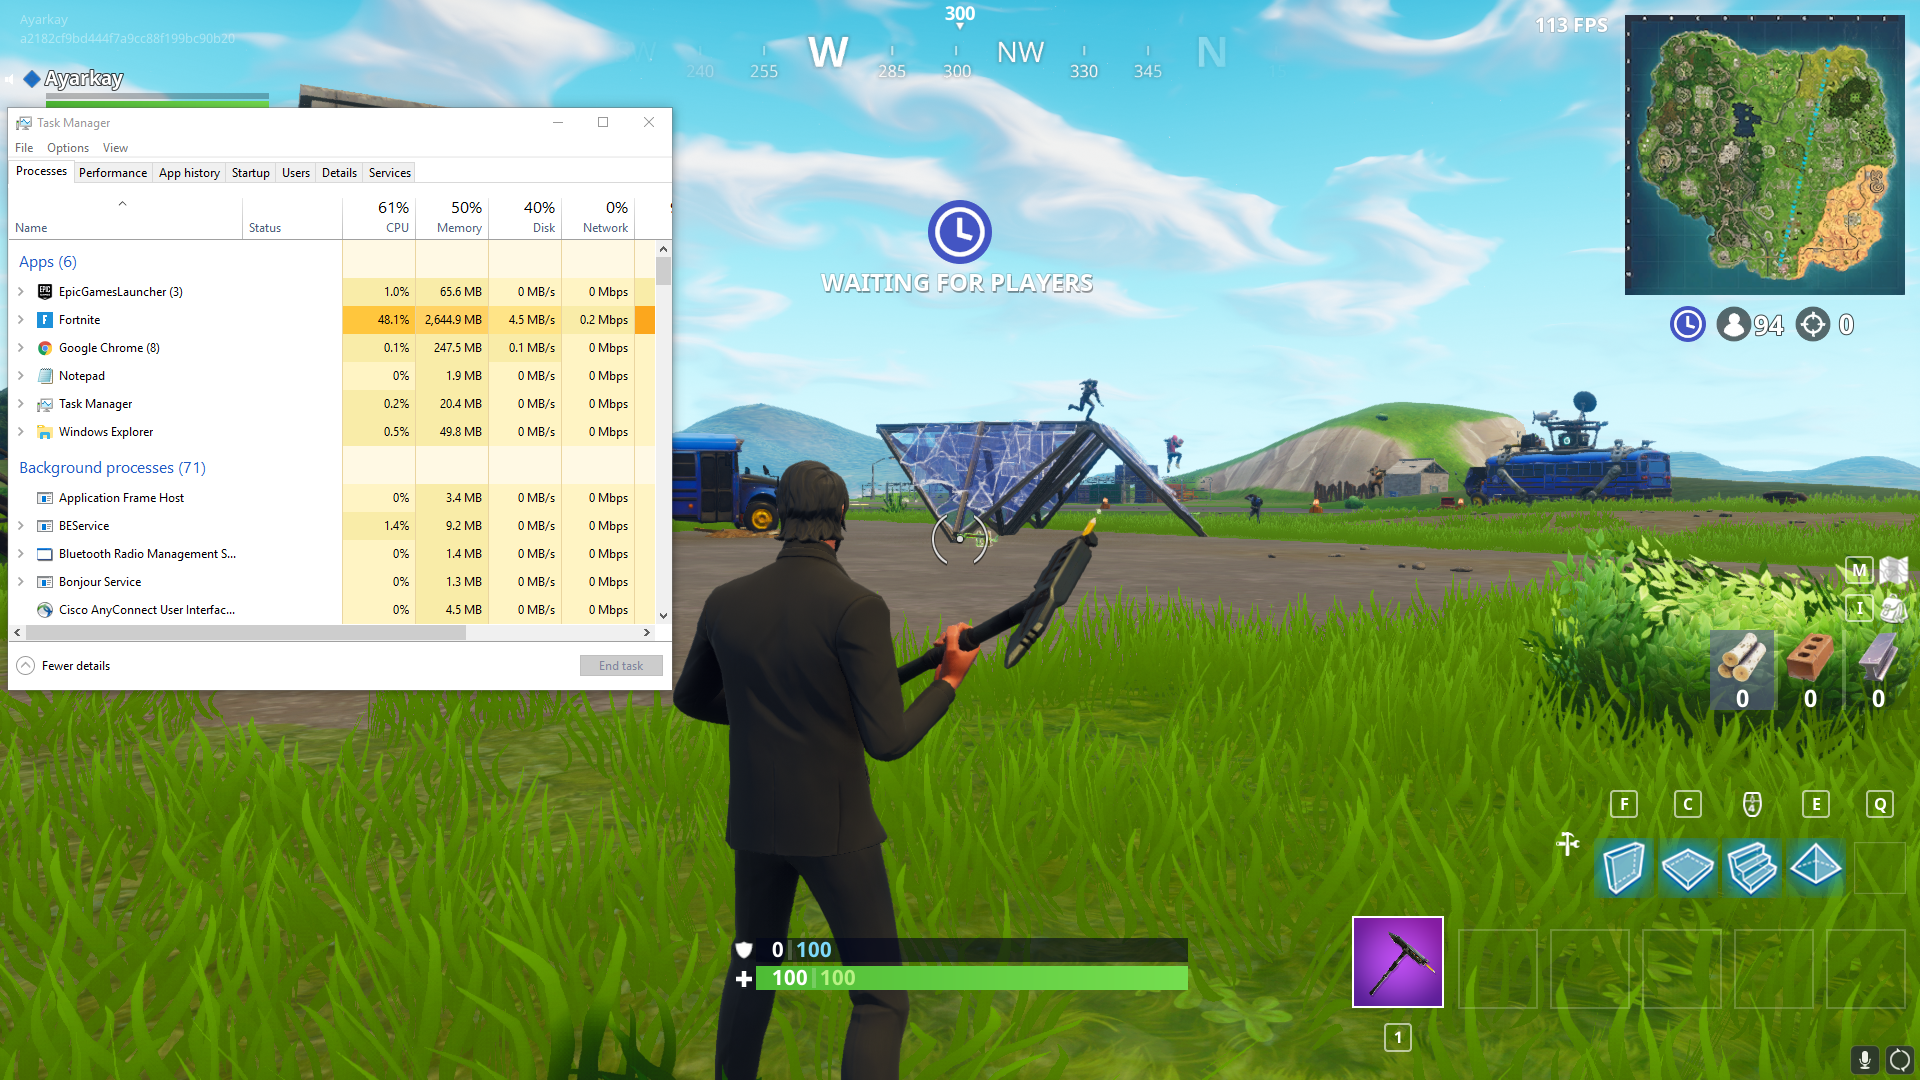 Ayarkay
a2182cf9bd444f7a9cc88f199bc90b20
Ayarkay
300
W 240 255 W 285 300 NW 330 345 N 15
113 FPS
Task Manager
File Options View
Processes Performance App history Startup Users Details Services
61% 50% 40% 0%
Name Status CPU Memory Disk Network
Apps (6)
EpicGamesLauncher (3) 1.0% 65.6 MB 0 MB/s 0 Mbps
Fortnite 48.1% 2,644.9 MB 4.5 MB/s 0.2 Mbps
Google Chrome (8) 0.1% 247.5 MB 0.1 MB/s 0 Mbps
Notepad 0% 1.9 MB 0 MB/s 0 Mbps
Task Manager 0.2% 20.4 MB 0 MB/s 0 Mbps
Windows Explorer 0.5% 49.8 MB 0 MB/s 0 Mbps
Background processes (71)
Application Frame Host 0% 3.4 MB 0 MB/s 0 Mbps
BEService 1.4% 9.2 MB 0 MB/s 0 Mbps
Bluetooth Radio Management S... 0% 1.4 MB 0 MB/s 0 Mbps
Bonjour Service 0% 1.3 MB 0 MB/s 0 Mbps
Cisco AnyConnect User Interfac... 0% 4.5 MB 0 MB/s 0 Mbps
Fewer details End task
WAITING FOR PLAYERS
94 0
M
I
0 0 0
F C 4 E Q
0 | 100
100 | 100
1